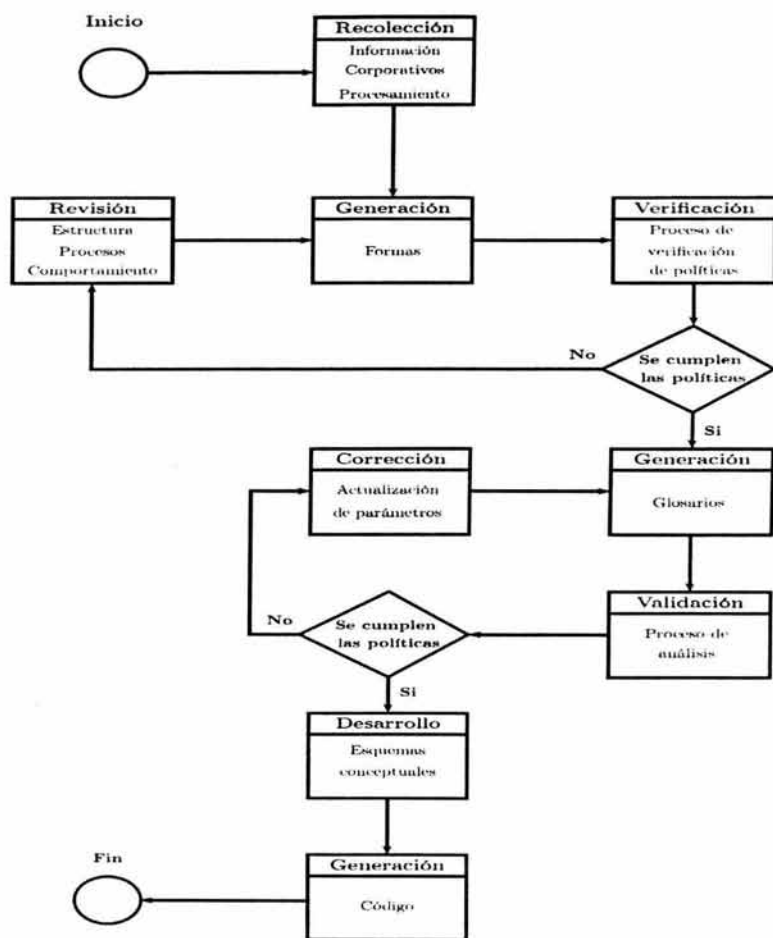 Inicio
Recolección
Información
Corporativos
Procesamiento
Revisión
Estructura
Procesos
Comportamiento
Generación
Formas
Verificación
Proceso de
verificación
de políticas
No
Se cumplen
las políticas
Si
Corrección
Actualización
de parámetros
Generación
Glosarios
Validación
Proceso de
análisis
No
Se cumplen
las políticas
Si
Desarrollo
Esquemas
conceptuales
Fin
Generación
Código